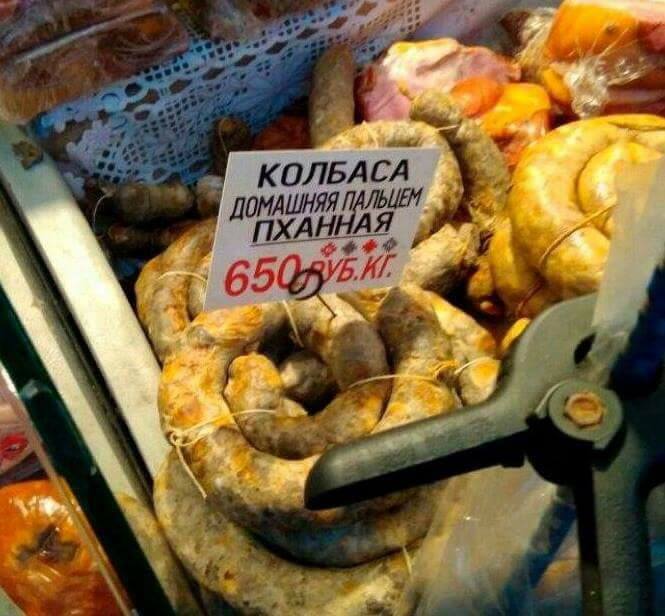 КОЛБАСА
ДОМАШНЯЯ ПАЛЬЦЕМ
ПХАННАЯ
650 РУБ.КГ.